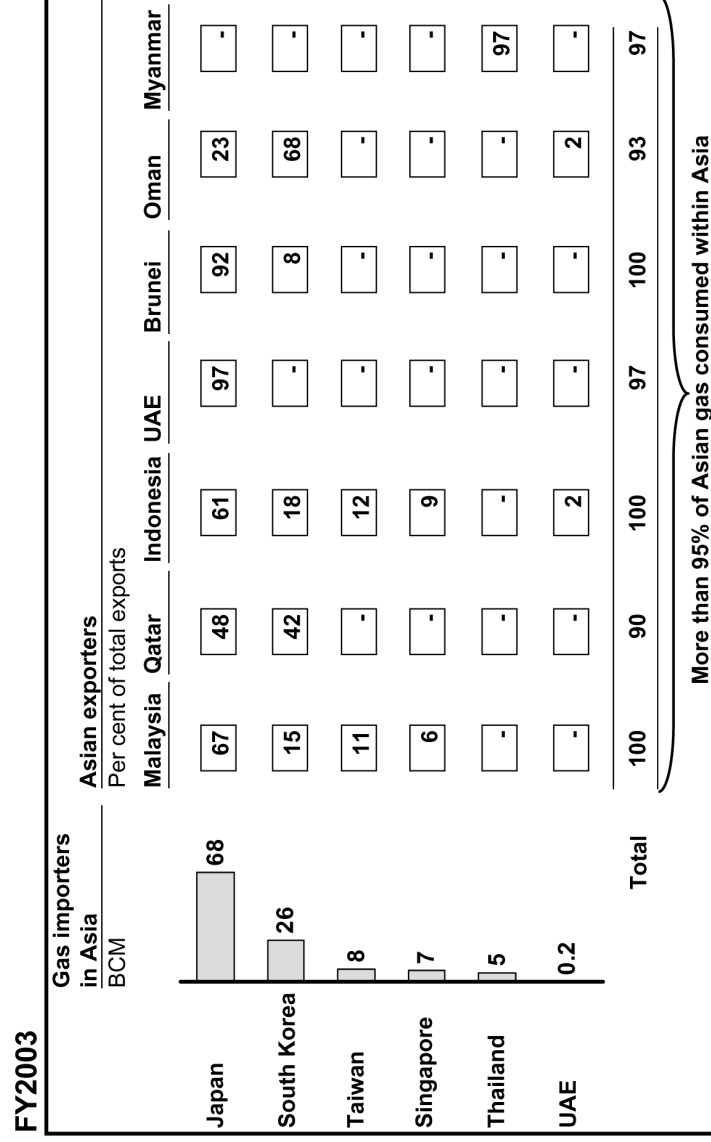 FY2003
Gas importers
in Asia
BCM
Asian exporters
Per cent of total exports
Malaysia Qatar Indonesia UAE Brunei Oman Myanmar
Japan 68 67 48 61 97 92 23 -
South Korea 26 15 42 18 - 8 68 -
Taiwan 8 11 - 12 - - - -
Singapore 7 6 - 9 - - - -
Thailand 5 - - - - - - 97
UAE 0.2 - - 2 - - 2 -
Total 100 90 100 97 100 93 97
More than 95% of Asian gas consumed within Asia